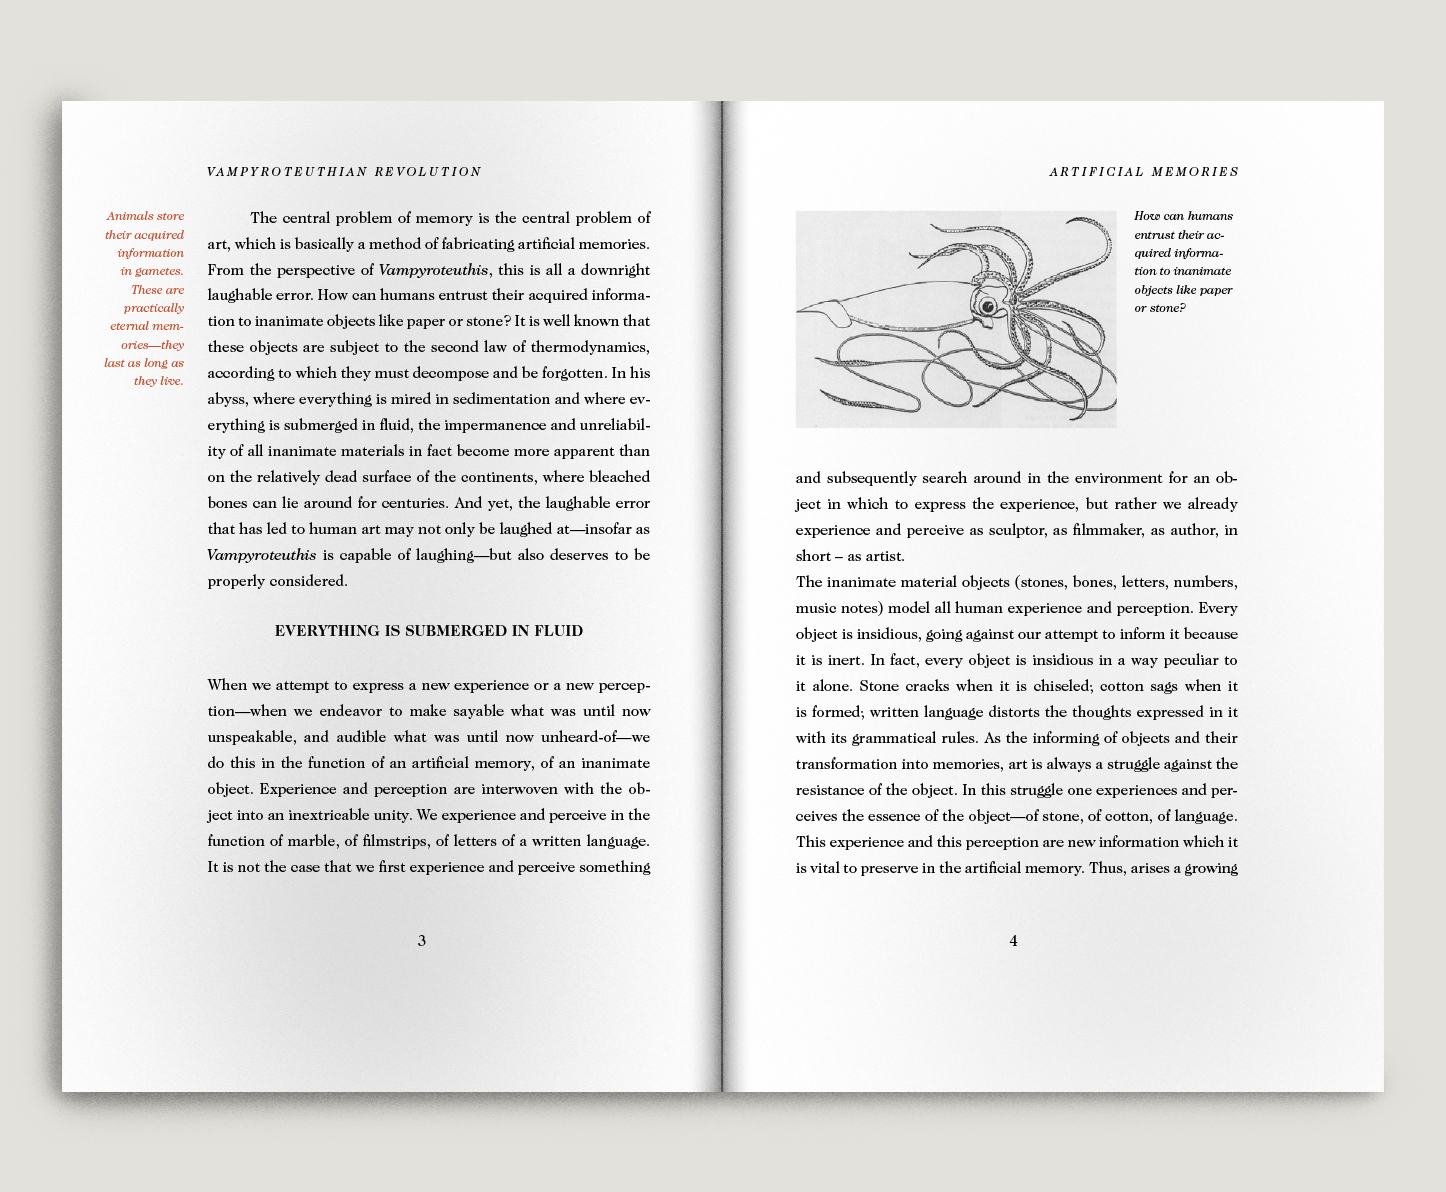 VAMPYROTEUTHIAN REVOLUTION
Animals store
their acquired
information
in gametes.
These are
practically
eternal mem-
ories—they
last as long as
they live.
The central problem of memory is the central problem of
art, which is basically a method of fabricating artificial memories.
From the perspective of Vampyroteuthis, this is all a downright
laughable error. How can humans entrust their acquired informa-
tion to inanimate objects like paper or stone? It is well known that
these objects are subject to the second law of thermodynamics,
according to which they must decompose and be forgotten. In his
abyss, where everything is mired in sedimentation and where ev-
erything is submerged in fluid, the impermanence and unreliabil-
ity of all inanimate materials in fact become more apparent than
on the relatively dead surface of the continents, where bleached
bones can lie around for centuries. And yet, the laughable error
that has led to human art may not only be laughed at—insofar as
Vampyroteuthis is capable of laughing—but also deserves to be
properly considered.
EVERYTHING IS SUBMERGED IN FLUID
When we attempt to express a new experience or a new percep-
tion—when we endeavor to make sayable what was until now
unspeakable, and audible what was until now unheard-of—we
do this in the function of an artificial memory, of an inanimate
object. Experience and perception are interwoven with the ob-
ject into an inextricable unity. We experience and perceive in the
function of marble, of filmstrips, of letters of a written language.
It is not the case that we first experience and perceive something
3
ARTIFICIAL MEMORIES
How can humans
entrust their ac-
quired informa-
tion to inanimate
objects like paper
or stone?
and subsequently search around in the environment for an ob-
ject in which to express the experience, but rather we already
experience and perceive as sculptor, as filmmaker, as author, in
short – as artist.
The inanimate material objects (stones, bones, letters, numbers,
music notes) model all human experience and perception. Every
object is insidious, going against our attempt to inform it because
it is inert. In fact, every object is insidious in a way peculiar to
it alone. Stone cracks when it is chiseled; cotton sags when it
is formed; written language distorts the thoughts expressed in it
with its grammatical rules. As the informing of objects and their
transformation into memories, art is always a struggle against the
resistance of the object. In this struggle one experiences and per-
ceives the essence of the object—of stone, of cotton, of language.
This experience and this perception are new information which it
is vital to preserve in the artificial memory. Thus, arises a growing
4